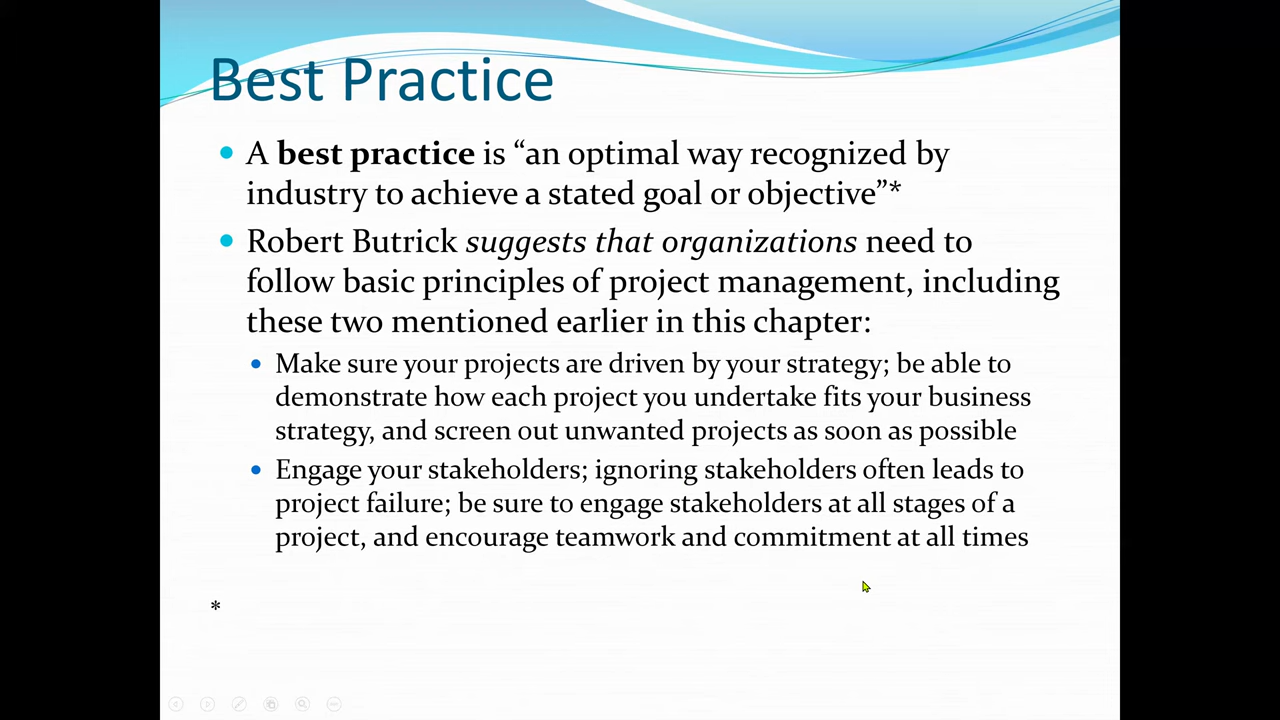 Best Practice
• A best practice is “an optimal way recognized by
industry to achieve a stated goal or objective”*
• Robert Butrick suggests that organizations need to
follow basic principles of project management, including
these two mentioned earlier in this chapter:
• Make sure your projects are driven by your strategy; be able to
demonstrate how each project you undertake fits your business
strategy, and screen out unwanted projects as soon as possible
• Engage your stakeholders; ignoring stakeholders often leads to
project failure; be sure to engage stakeholders at all stages of a
project, and encourage teamwork and commitment at all times
*